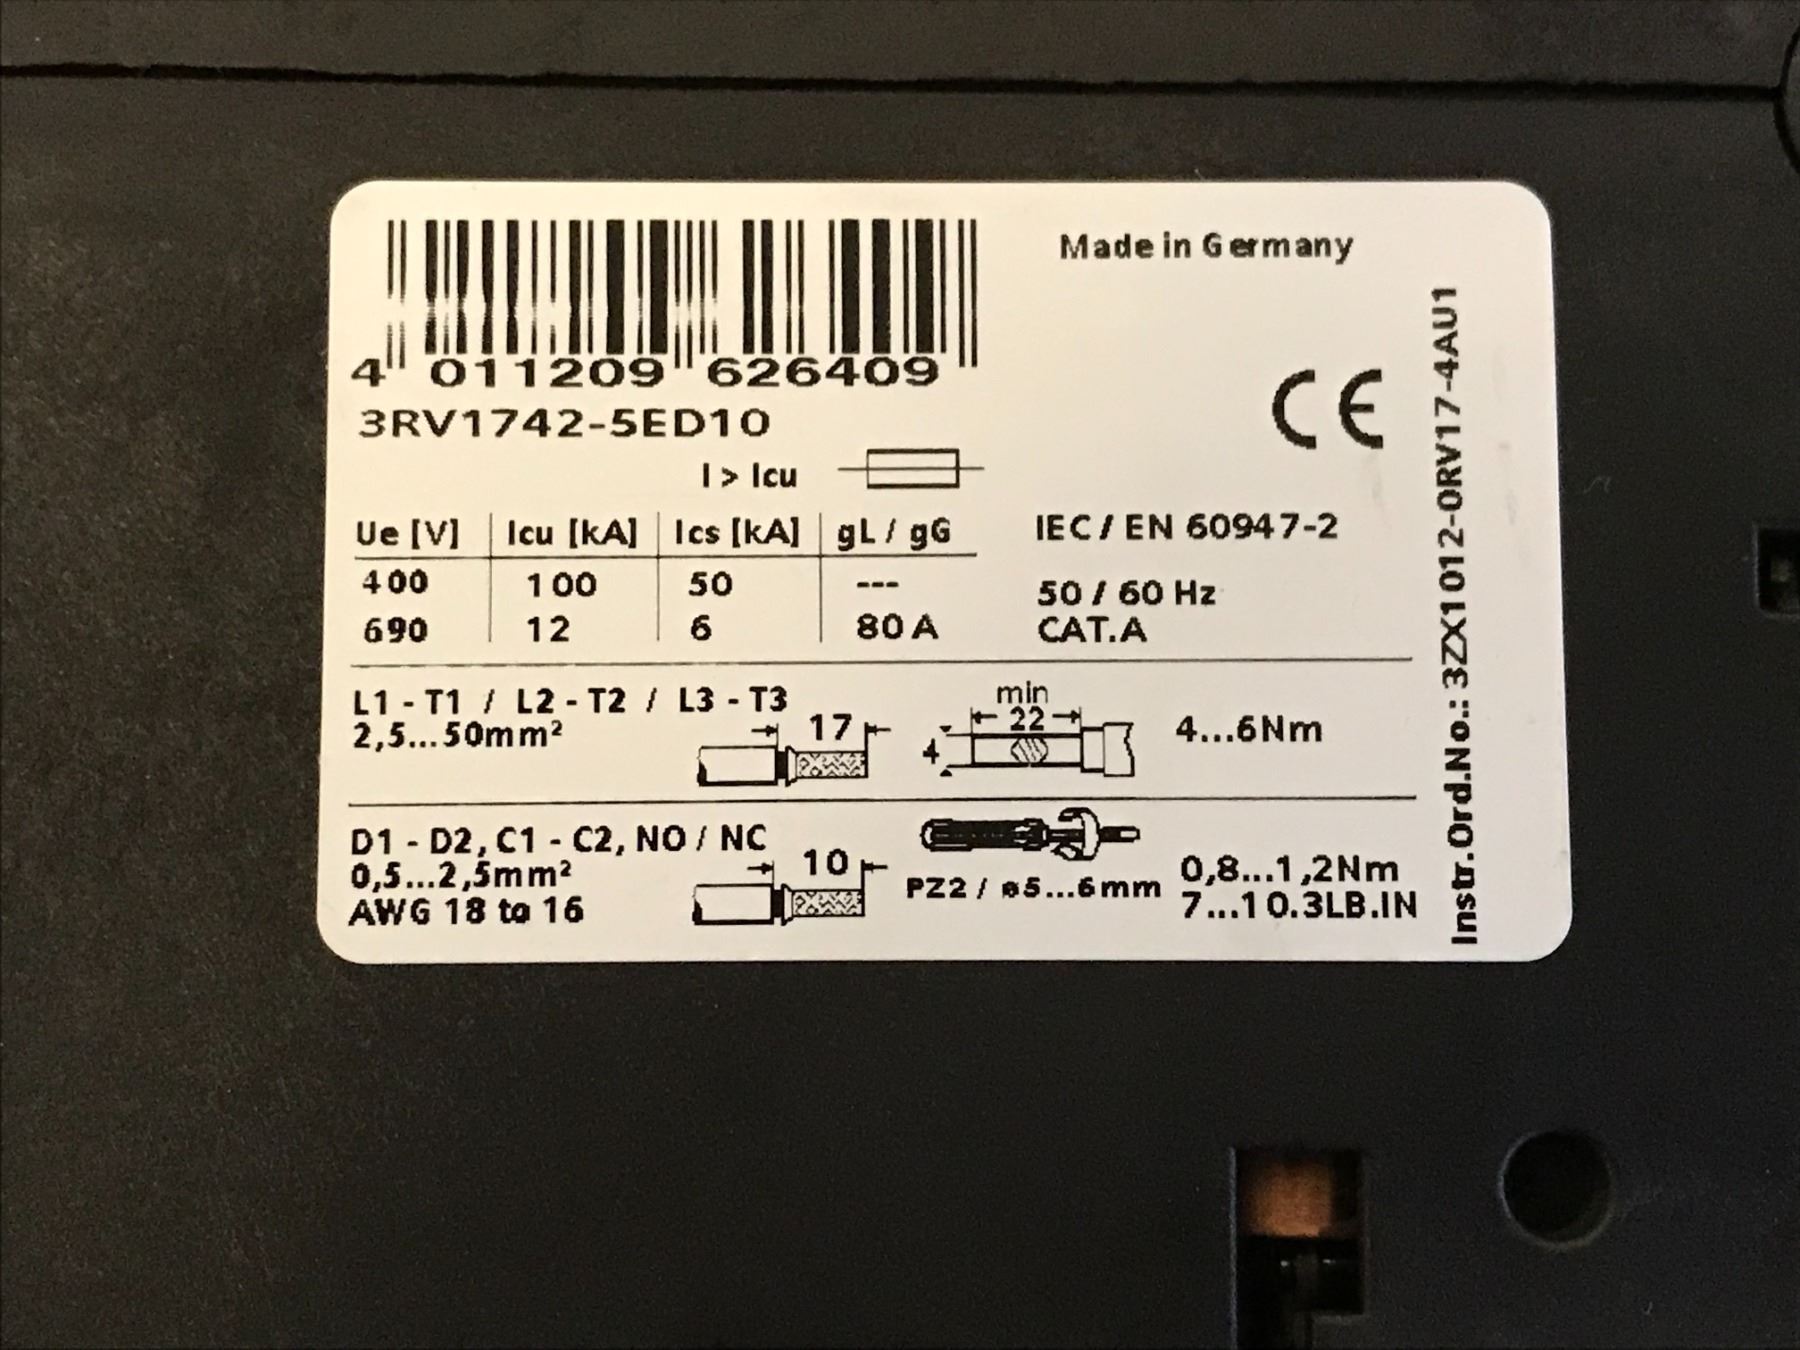 Made in Germany
4 011209 626409
3RV1742-5ED10
CE
I > Icu
Ue [V] Icu [kA] Ics [kA] gL / gG
400 100 50 ---
690 12 6 80 A
IEC / EN 60947-2
50 / 60 Hz
CAT.A
L1 - T1 / L2 - T2 / L3 - T3
2,5...50mm²
17
min
22
4
4...6Nm
D1 - D2, C1 - C2, NO / NC
0,5...2,5mm²
AWG 18 to 16
10
PZ2 / ø5...6mm
0,8...1,2Nm
7...10.3LB.IN
Instr.Ord.No.: 3ZX1012-0RV17-4AU1